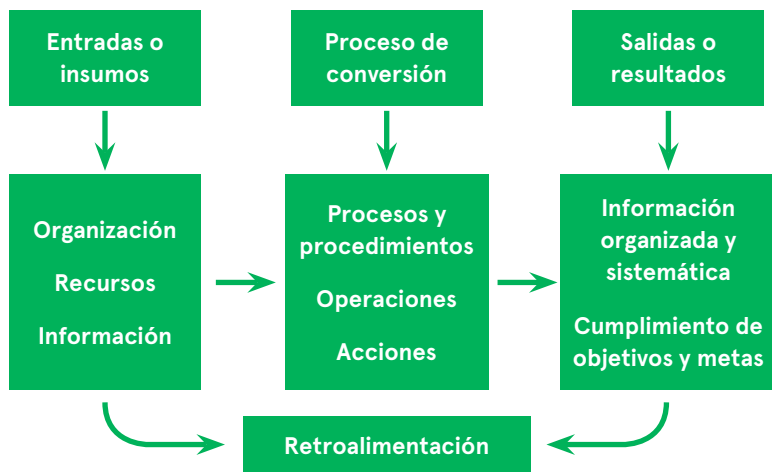 Entradas o
insumos
Proceso de
conversión
Salidas o
resultados
Organización
Recursos
Información
Procesos y
procedimientos
Operaciones
Acciones
Información
organizada y
sistemática
Cumplimiento de
objetivos y metas
Retroalimentación